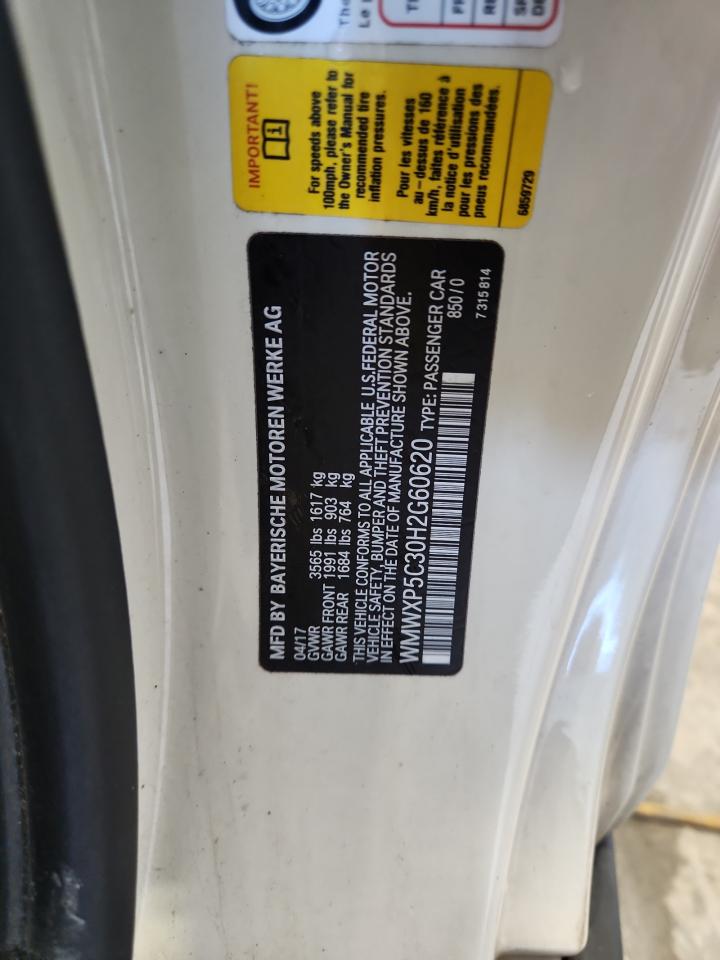 The
Le
IMPORTANT!
For speeds above
100mph, please refer to
the Owner's Manual for
recommended tire
inflation pressures.
Pour les vitesses
au-dessus de 160
km/h, faites référence à
la notice d'utilisation
pour les pressions des
pneus recommandées.
6859729
MFD BY BAYERISCHE MOTOREN WERKE AG
04/17
GVWR 3565 lbs 1617 kg
GAWR FRONT 1991 lbs 903 kg
GAWR REAR 1684 lbs 764 kg
THIS VEHICLE CONFORMS TO ALL APPLICABLE U.S.FEDERAL MOTOR
VEHICLE SAFETY, BUMPER AND THEFT PREVENTION STANDARDS
IN EFFECT ON THE DATE OF MANUFACTURE SHOWN ABOVE.
WMWXP5C30H2G60620 TYPE: PASSENGER CAR
850/0
7 315 814